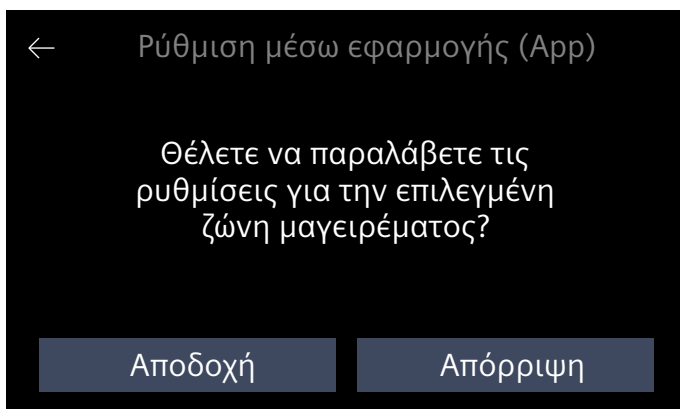 Ρύθμιση μέσω εφαρμογής (App)
Θέλετε να παραλάβετε τις
ρυθμίσεις για την επιλεγμένη
ζώνη μαγειρέματος?
Αποδοχή
Απόρριψη